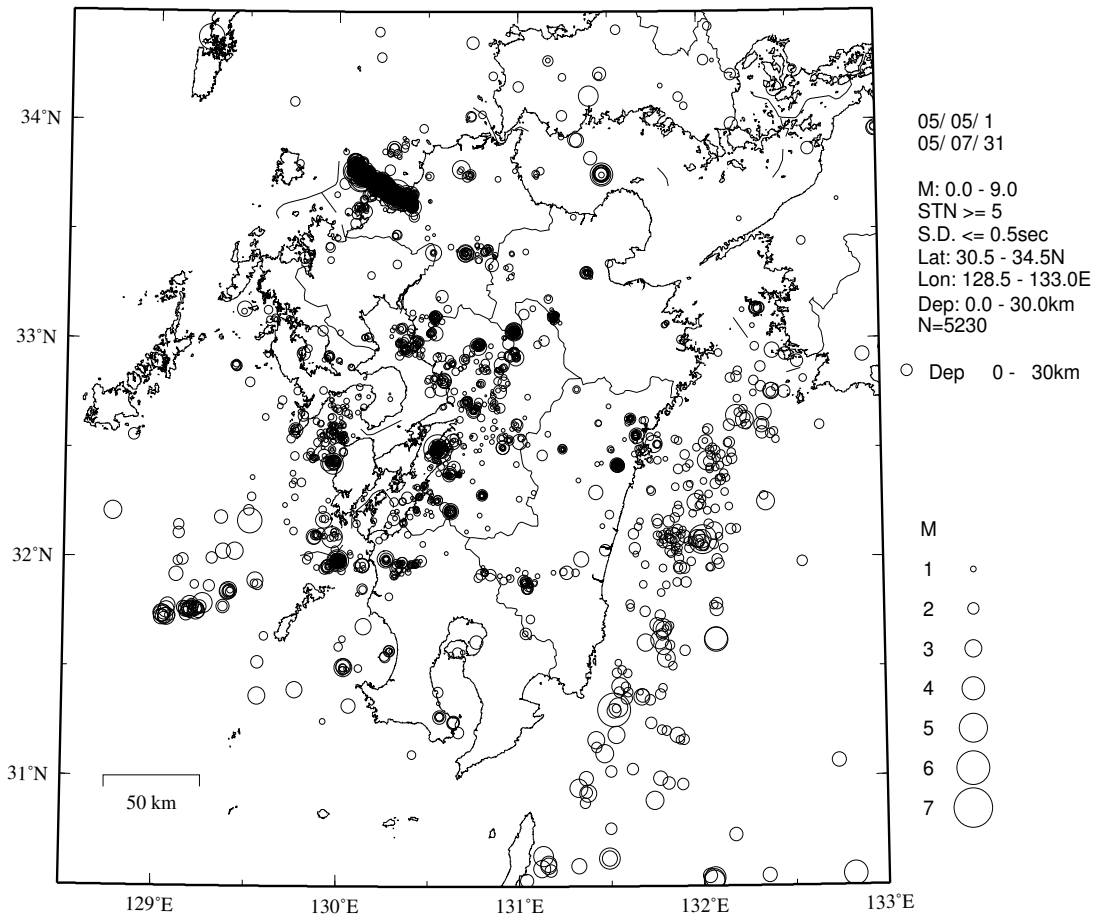 34°N
33°N
32°N
31°N
50 km
129°E
130°E
131°E
132°E
133°E
05/ 05/ 1
05/ 07/ 31
M: 0.0 - 9.0
STN >= 5
S.D. <= 0.5sec
Lat: 30.5 - 34.5N
Lon: 128.5 - 133.0E
Dep: 0.0 - 30.0km
N=5230
Dep 0 - 30km
M
1
2
3
4
5
6
7